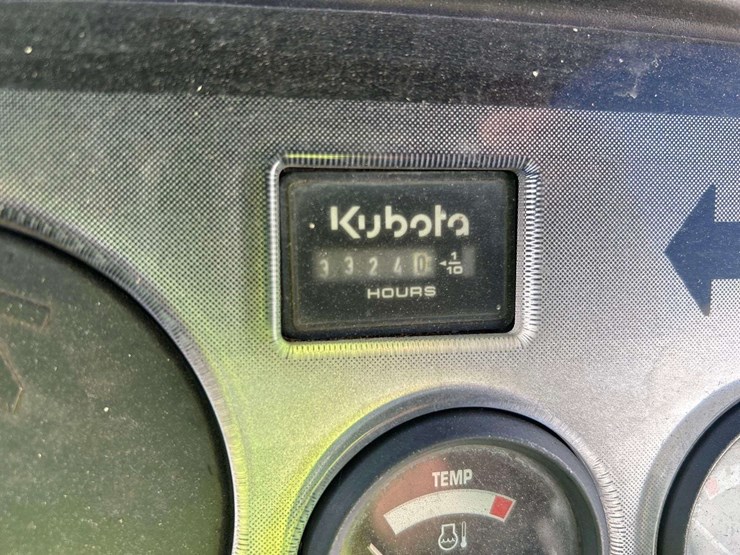 Kubota
33240 1/10
HOURS
TEMP